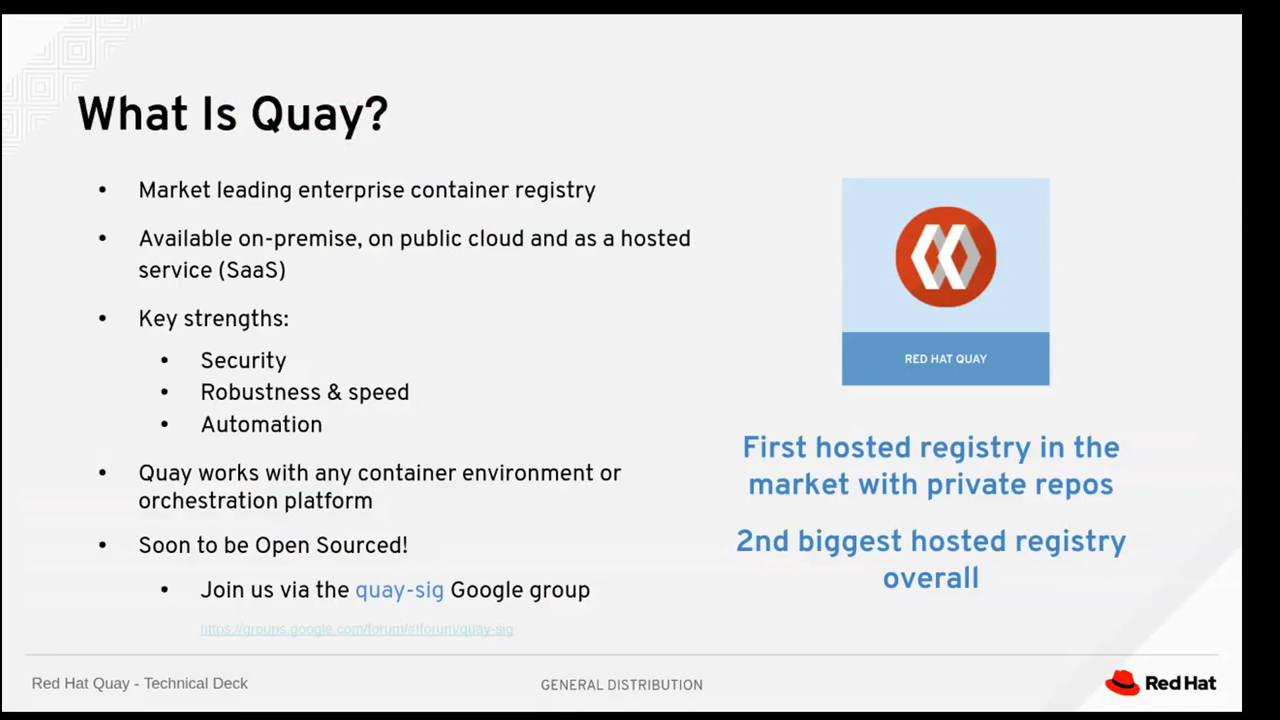 What Is Quay?
• Market leading enterprise container registry
• Available on-premise, on public cloud and as a hosted
service (SaaS)
• Key strengths:
• Security
• Robustness & speed
• Automation
• Quay works with any container environment or
orchestration platform
• Soon to be Open Sourced!
• Join us via the quay-sig Google group
https://groups.google.com/forum/#!forum/quay-sig
RED HAT QUAY
First hosted registry in the
market with private repos
2nd biggest hosted registry
overall
Red Hat Quay - Technical Deck
GENERAL DISTRIBUTION
Red Hat